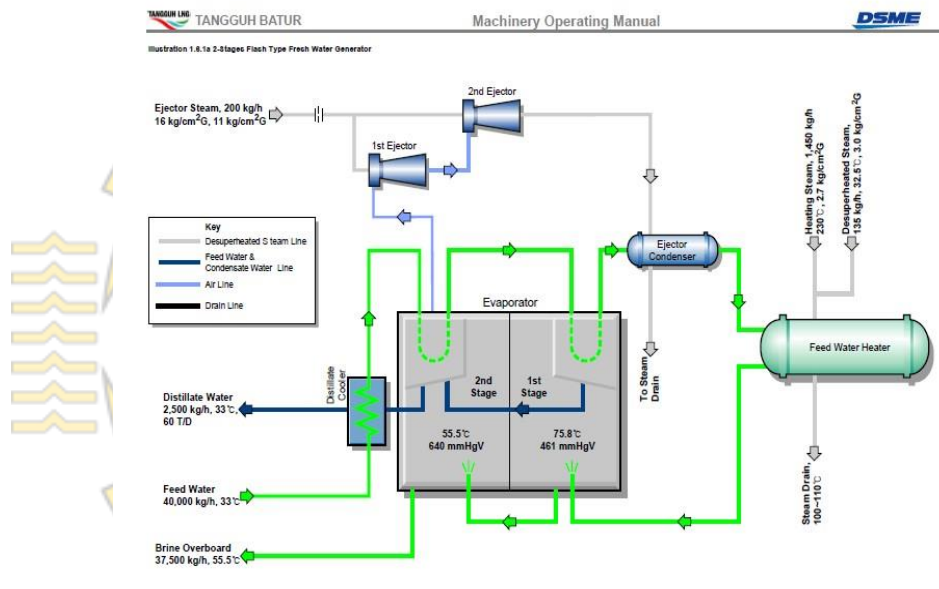 TANGGUH LNG
TANGGUH BATUR
Machinery Operating Manual
DSME
Illustration 1.6.1a 2-Stages Flash Type Fresh Water Generator
2nd Ejector
Ejector Steam, 200 kg/h
16 kg/cm²G, 11 kg/cm²G
1st Ejector
Heating Steam, 1,450 kg/h
230℃, 2.7 kg/cm²G
Desuperheated Steam,
135 kg/h, 32.5℃, 3.0 kg/cm²G
Key
Desuperheated S team Line
Feed Water &
Condensate Water Line
Air Line
Drain Line
Ejector
Condenser
Evaporator
Feed Water Heater
Distillate
Cooler
2nd
Stage
1st
Stage
To Steam
Drain
Distillate Water
2,500 kg/h, 33℃,
60 T/D
55.5℃
640 mmHgV
75.8℃
461 mmHgV
Feed Water
40,000 kg/h, 33℃
Steam Drain,
100~110℃
Brine Overboard
37,500 kg/h, 55.5℃